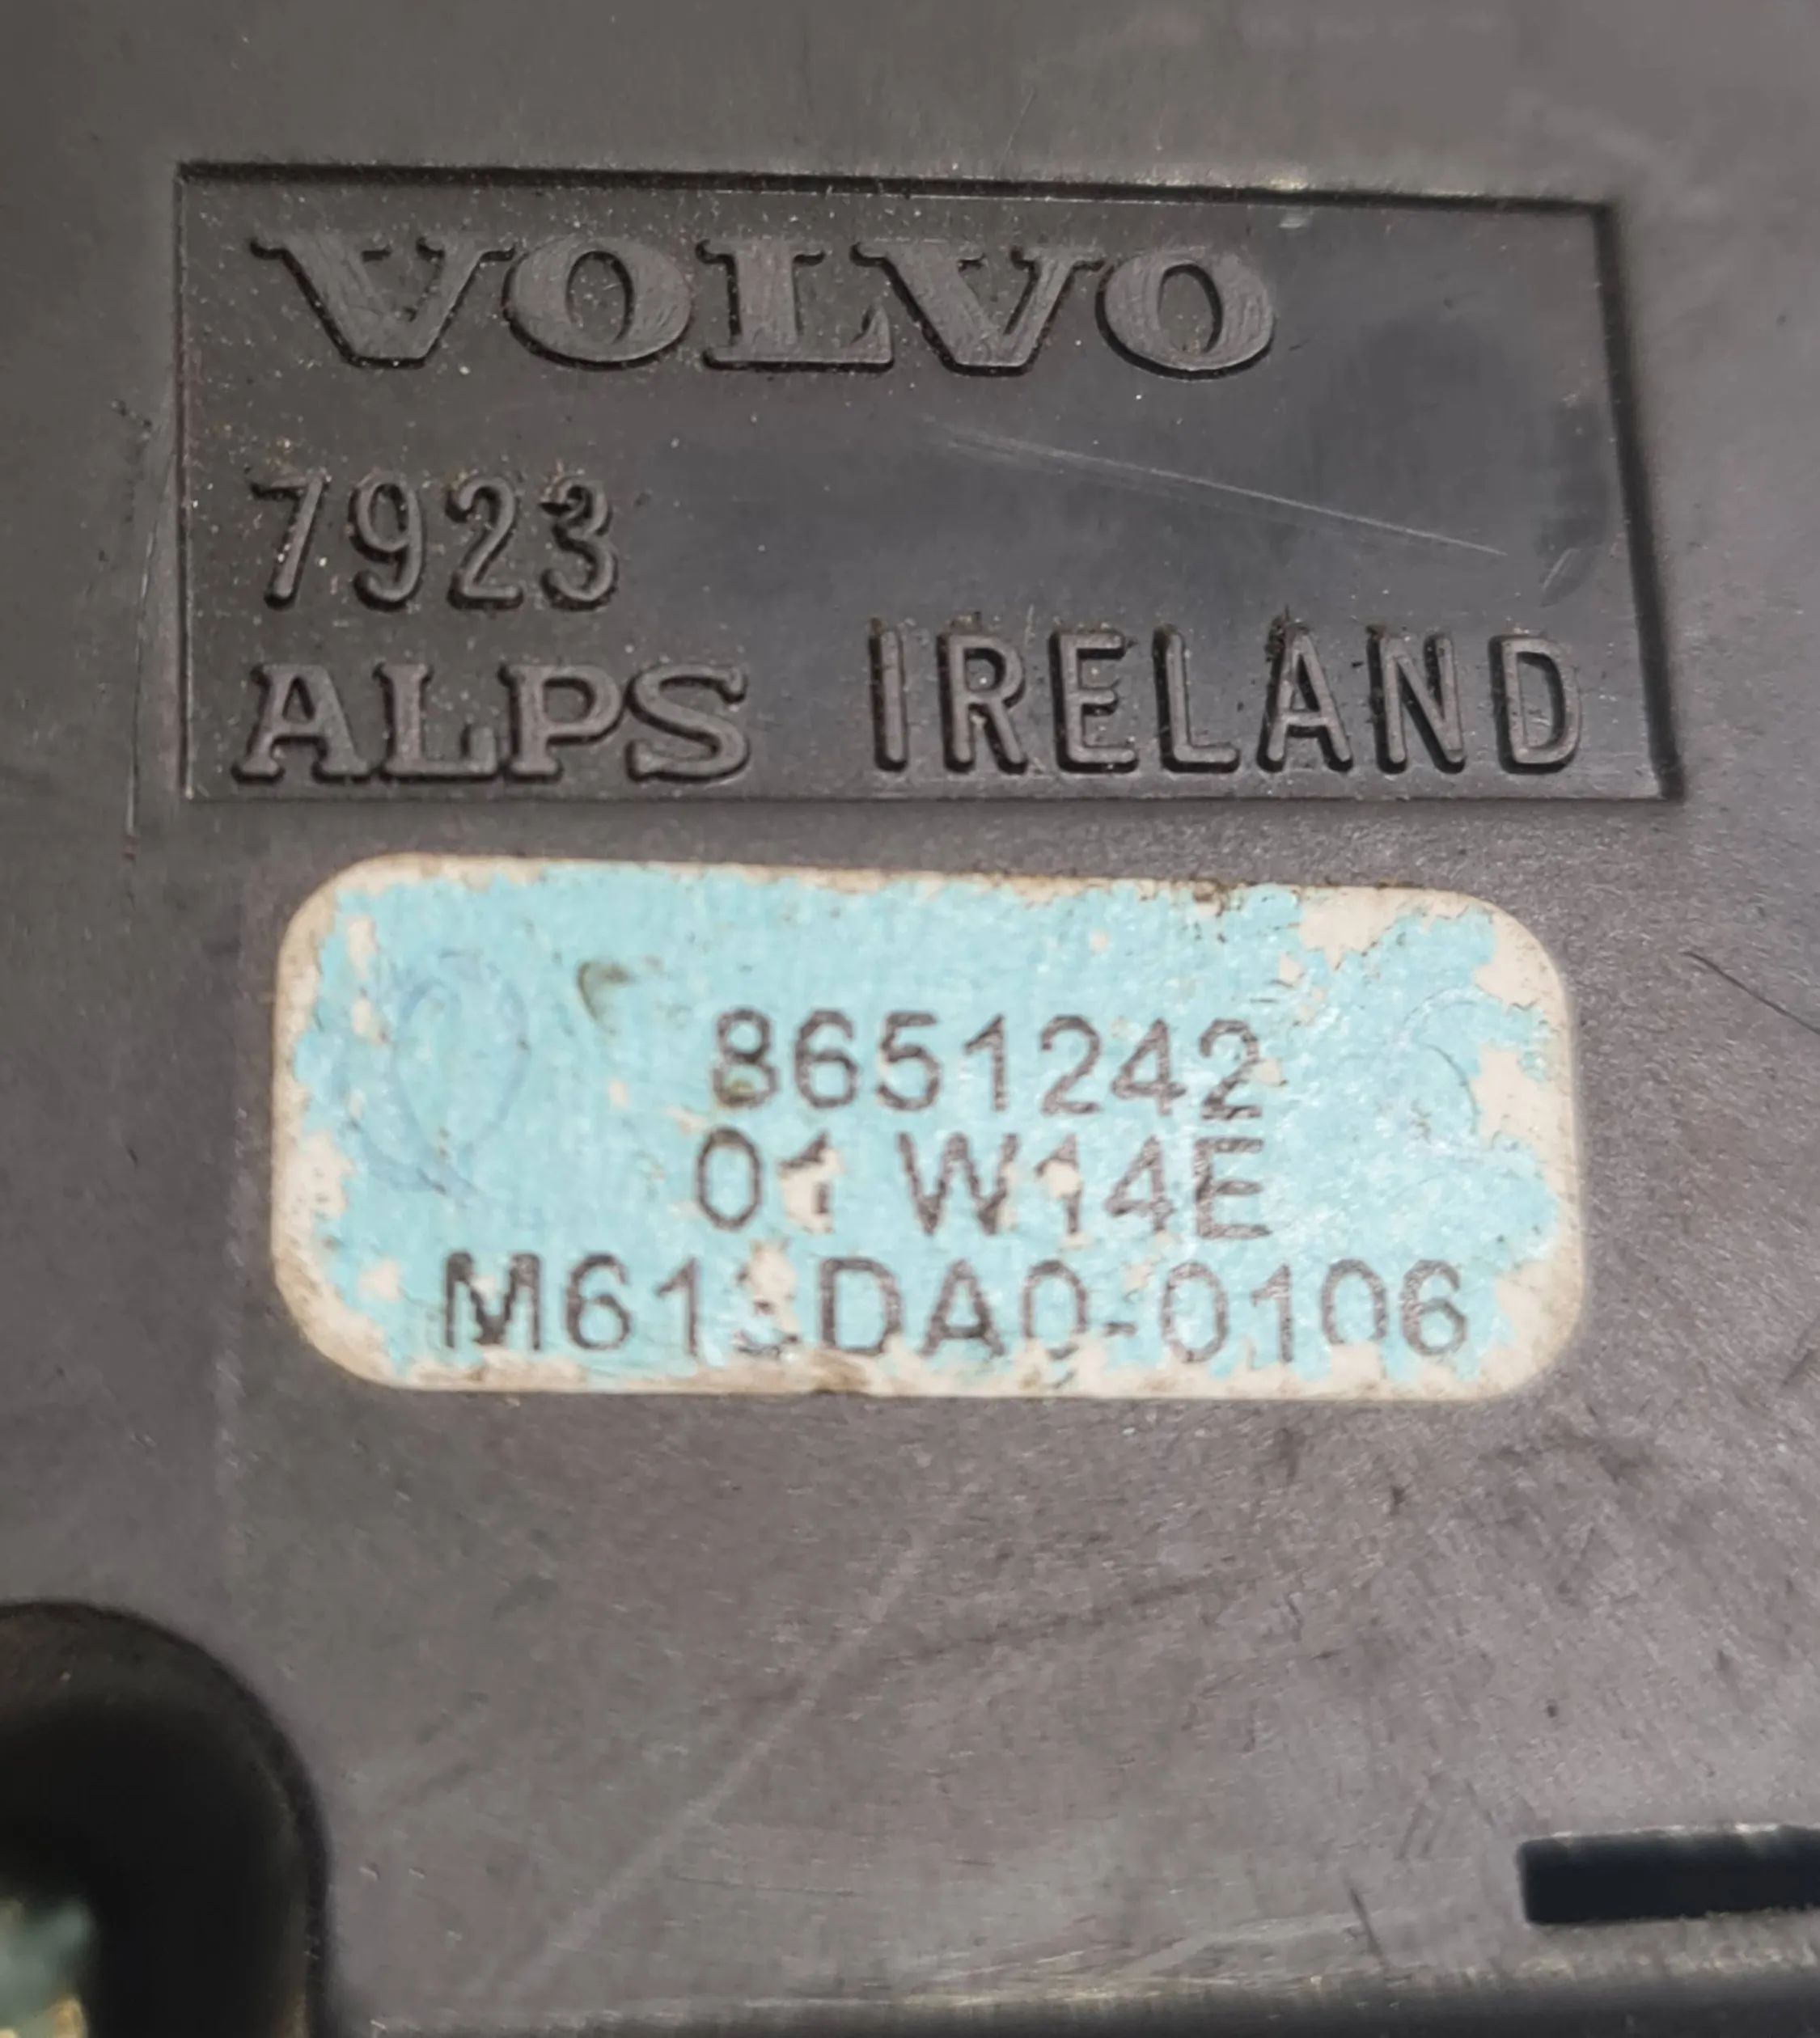 VOLVO
7923
ALPS IRELAND
8651242
01 W14E